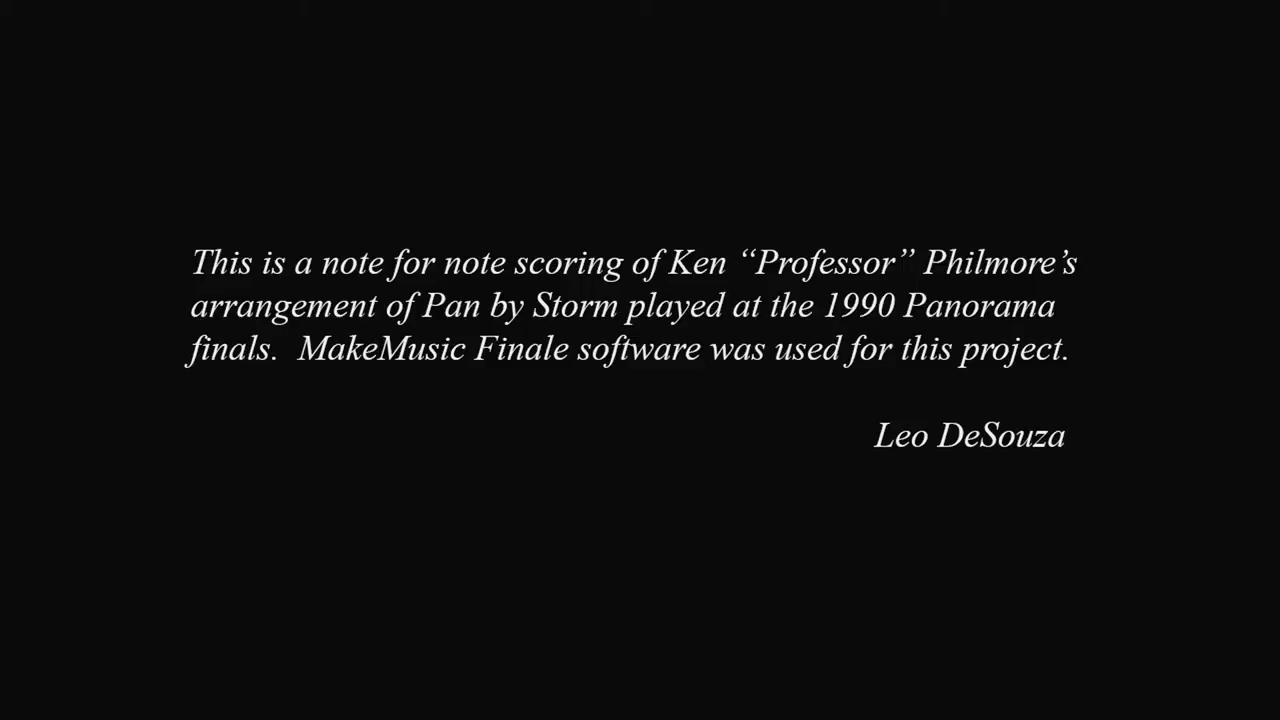 This is a note for note scoring of Ken “Professor” Philmore’s
arrangement of Pan by Storm played at the 1990 Panorama
finals.  MakeMusic Finale software was used for this project.
Leo DeSouza